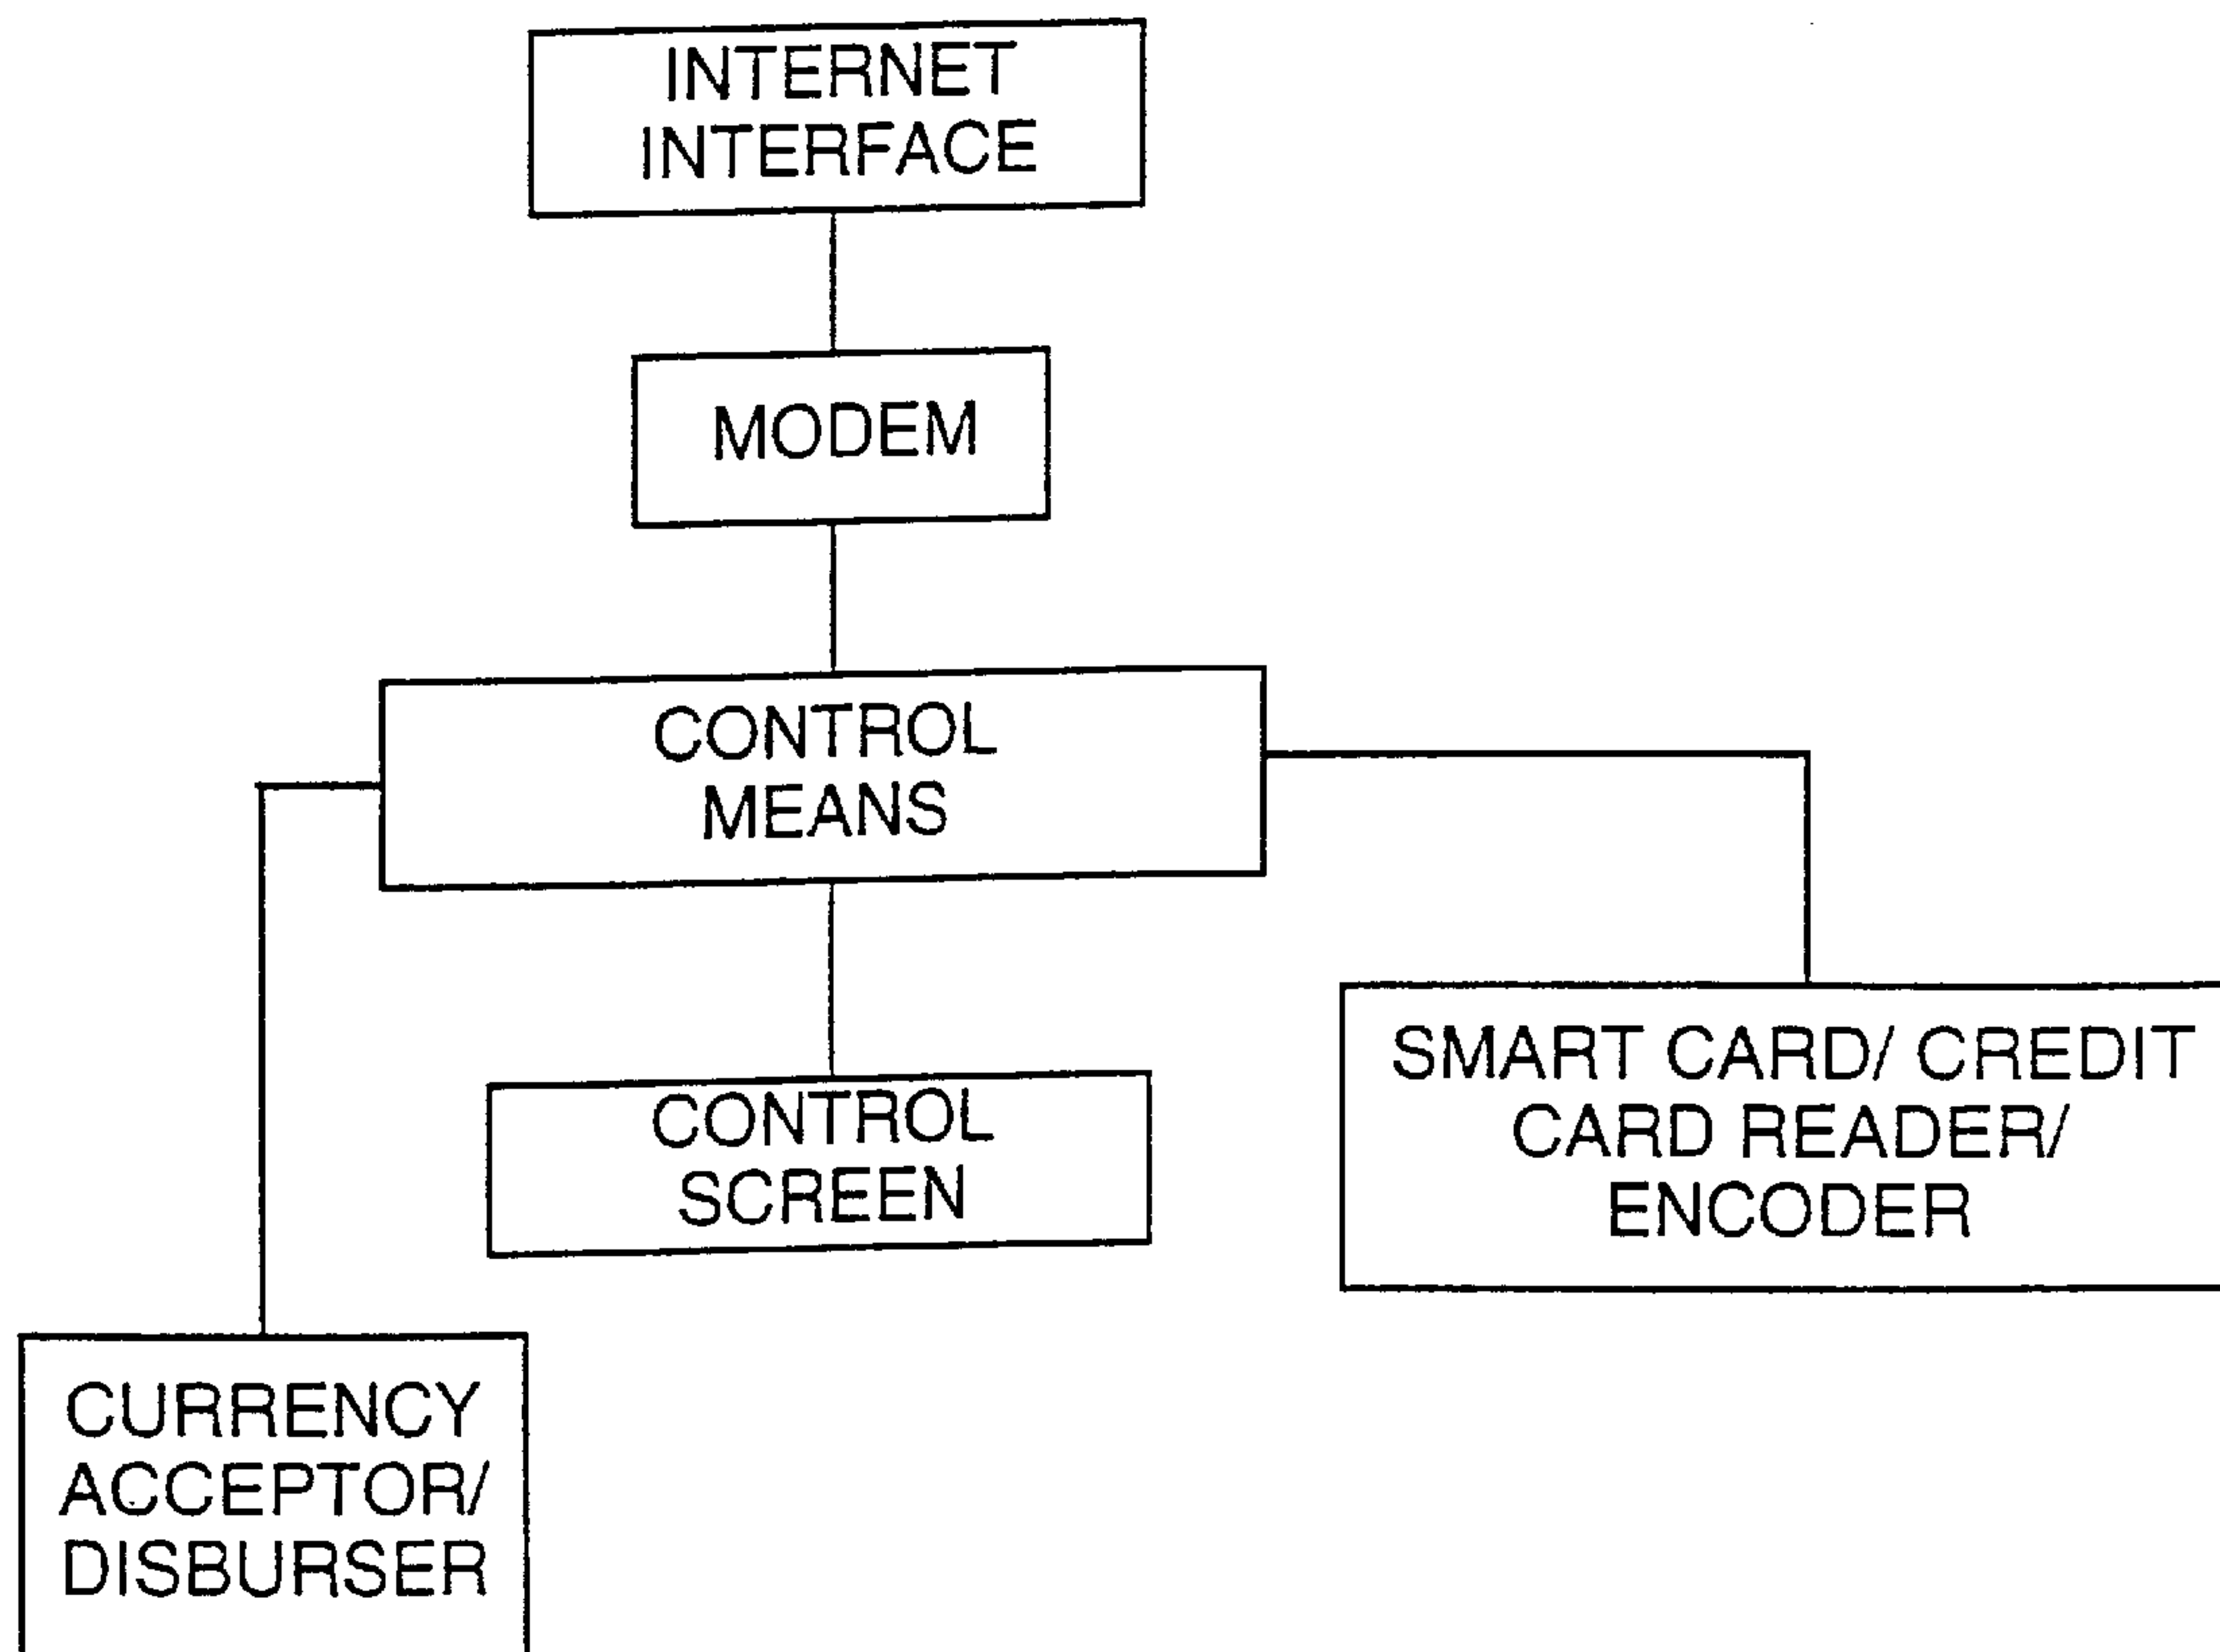 INTERNET
INTERFACE
MODEM
CONTROL
MEANS
CONTROL
SCREEN
SMART CARD/ CREDIT
CARD READER/
ENCODER
CURRENCY
ACCEPTOR/
DISBURSER